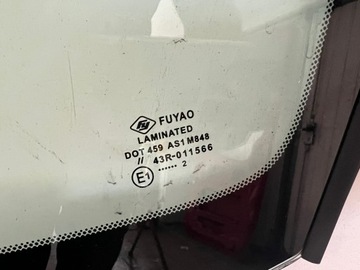 FUYAO
LAMINATED
DOT 459 AS1 M848
// 43R-011566
...... 2
E1